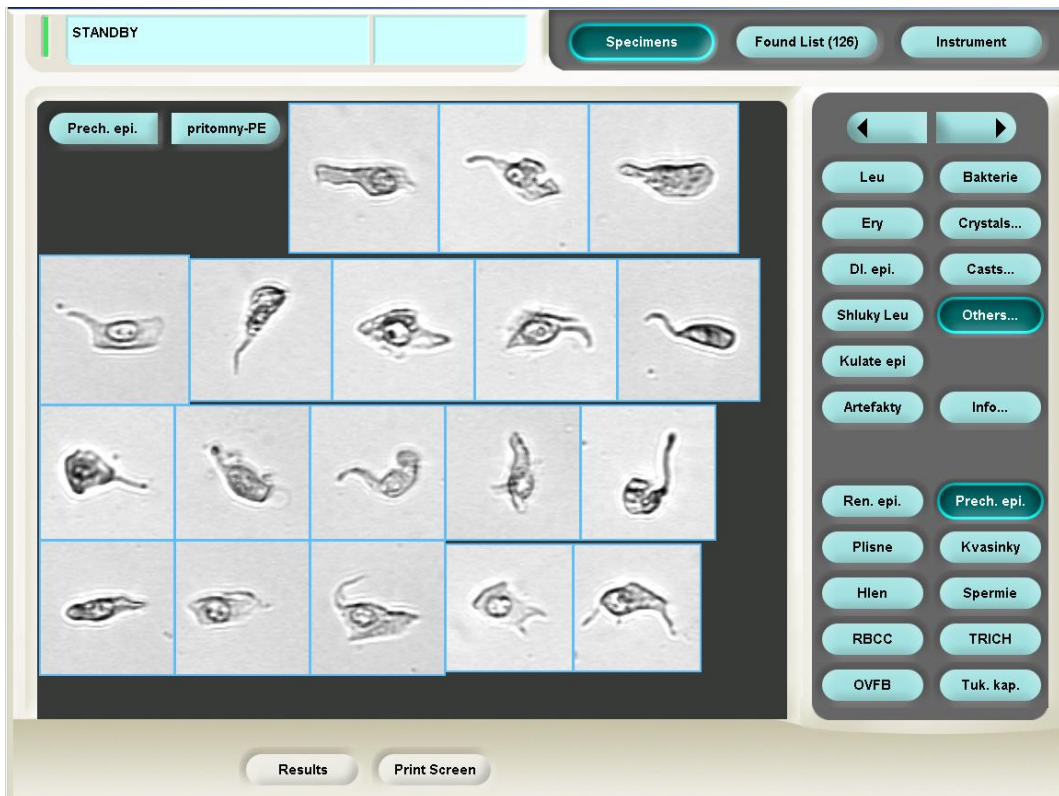 STANDBY
Specimens
Found List (126)
Instrument
Prech. epi.
pritomny-PE
Leu
Bakterie
Ery
Crystals...
Dl. epi.
Casts...
Shluky Leu
Others...
Kulate epi
Artefakty
Info...
Ren. epi.
Prech. epi.
Plisne
Kvasinky
Hlen
Spermie
RBCC
TRICH
OVFB
Tuk. kap.
Results
Print Screen